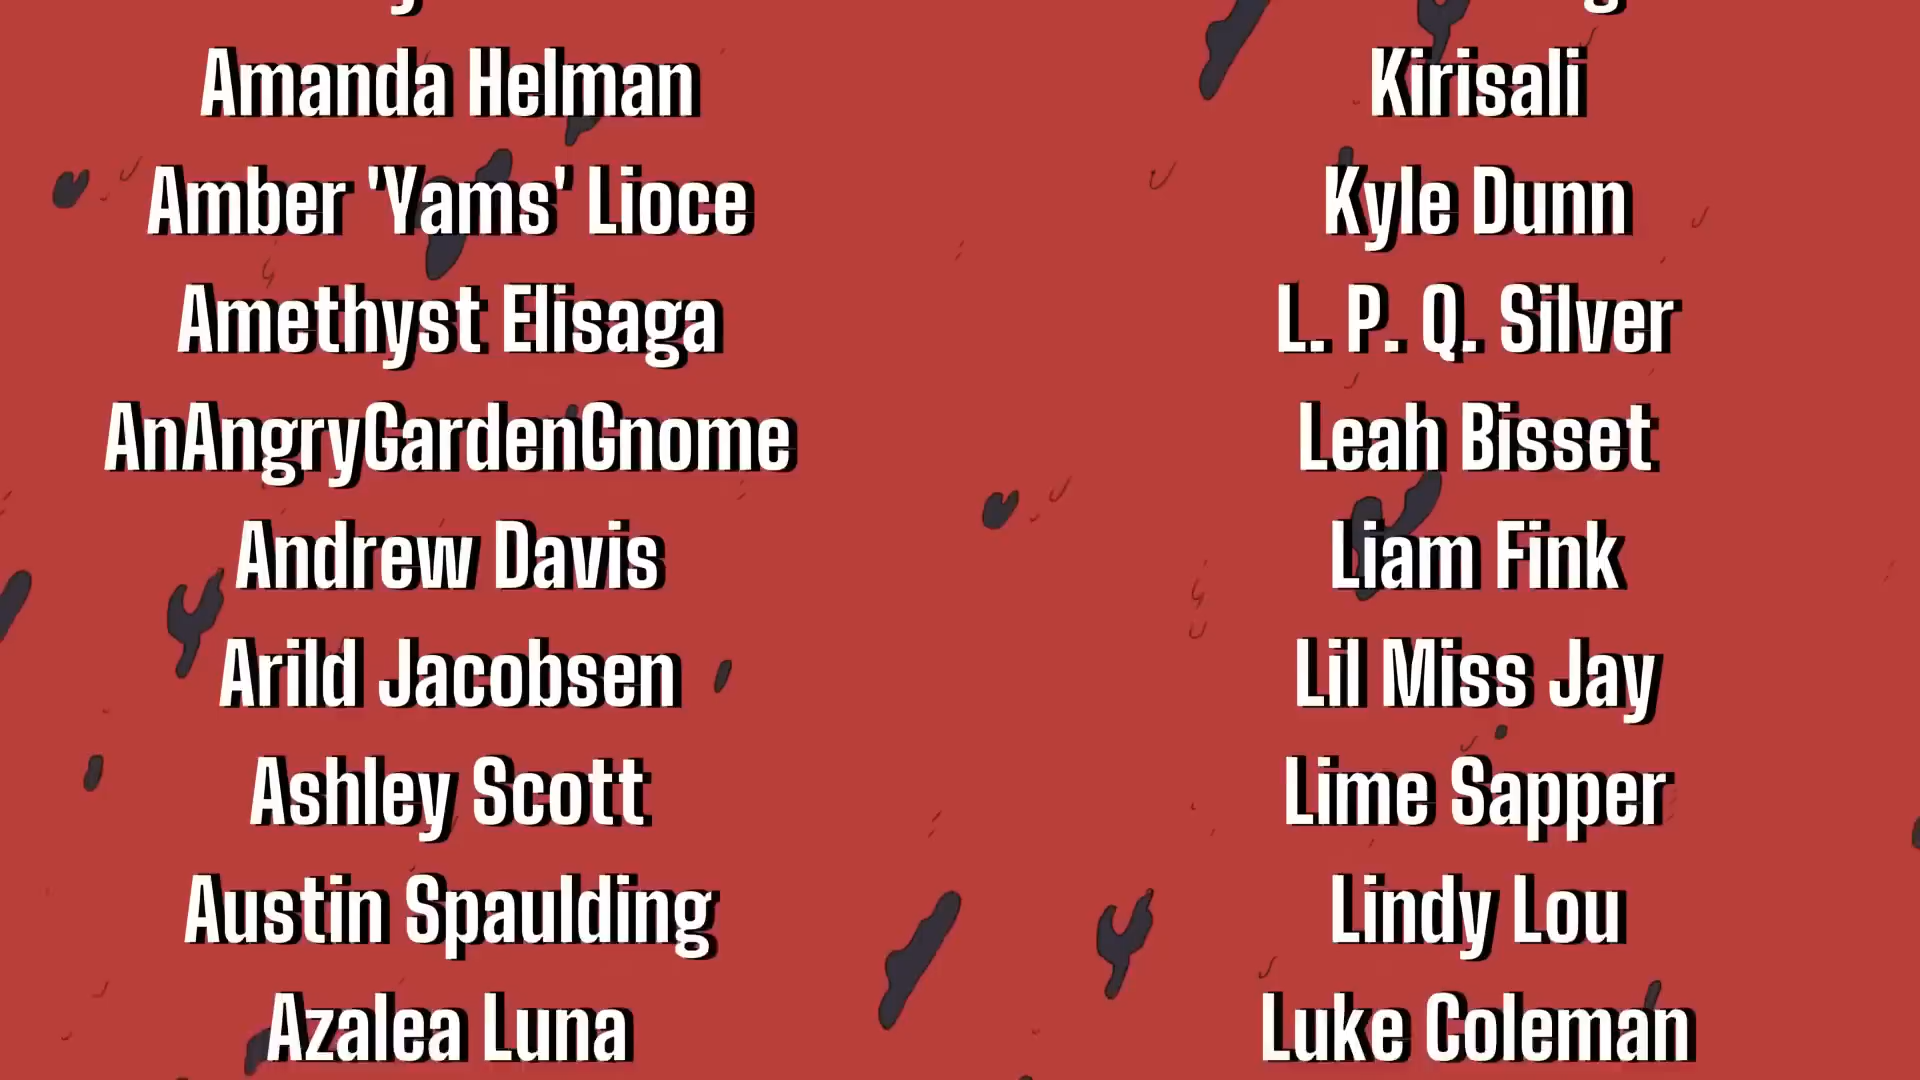 Amanda Helman
Amber 'Yams' Lioce
Amethyst Elisaga
AnAngryGardenGnome
Andrew Davis
Arild Jacobsen
Ashley Scott
Austin Spaulding
Azalea Luna
Kirisali
Kyle Dunn
L. P. Q. Silver
Leah Bisset
Liam Fink
Lil Miss Jay
Lime Sapper
Lindy Lou
Luke Coleman